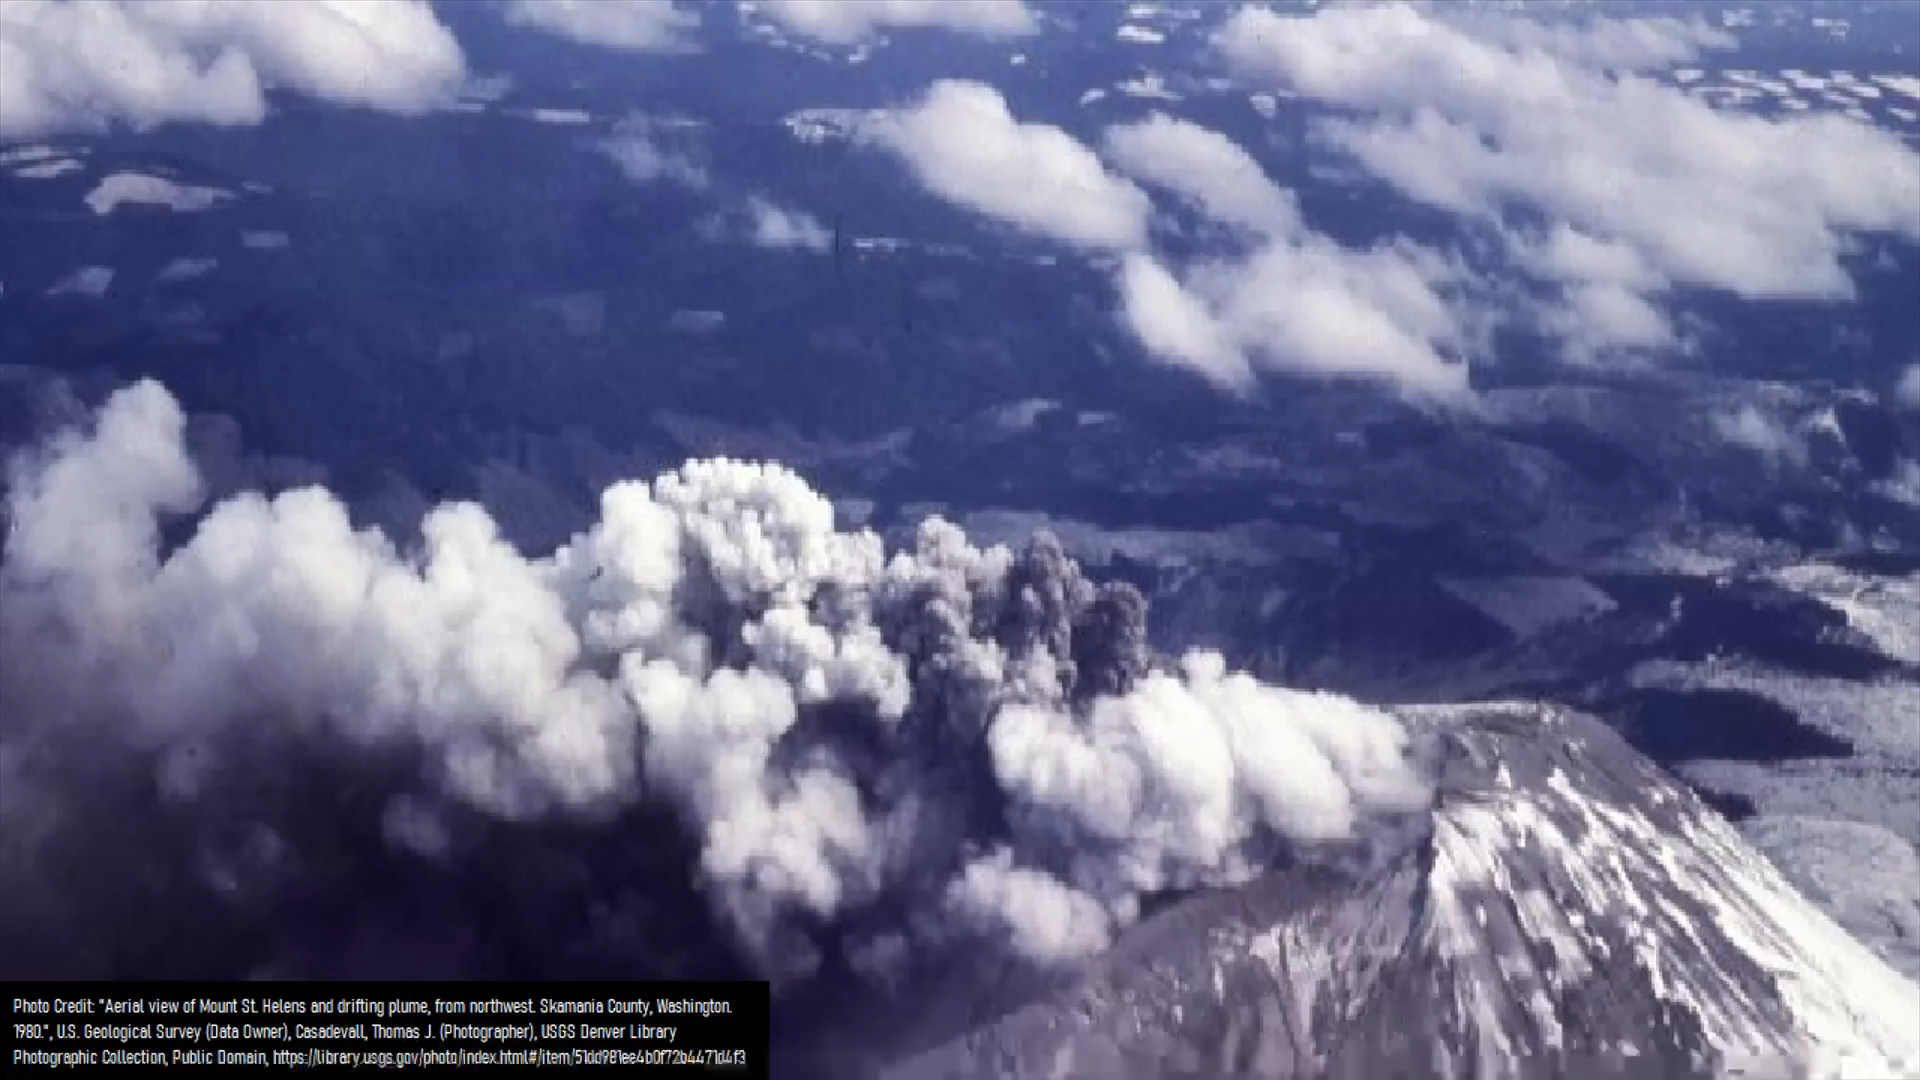 Photo Credit: "Aerial view of Mount St. Helens and drifting plume, from northwest. Skamania County, Washington.
1980.", U.S. Geological Survey (Data Owner), Casadevall, Thomas J. (Photographer), USGS Denver Library
Photographic Collection, Public Domain, https://library.usgs.gov/photo/index.html#/item/51dd981ee4b0f72b4471d4f3